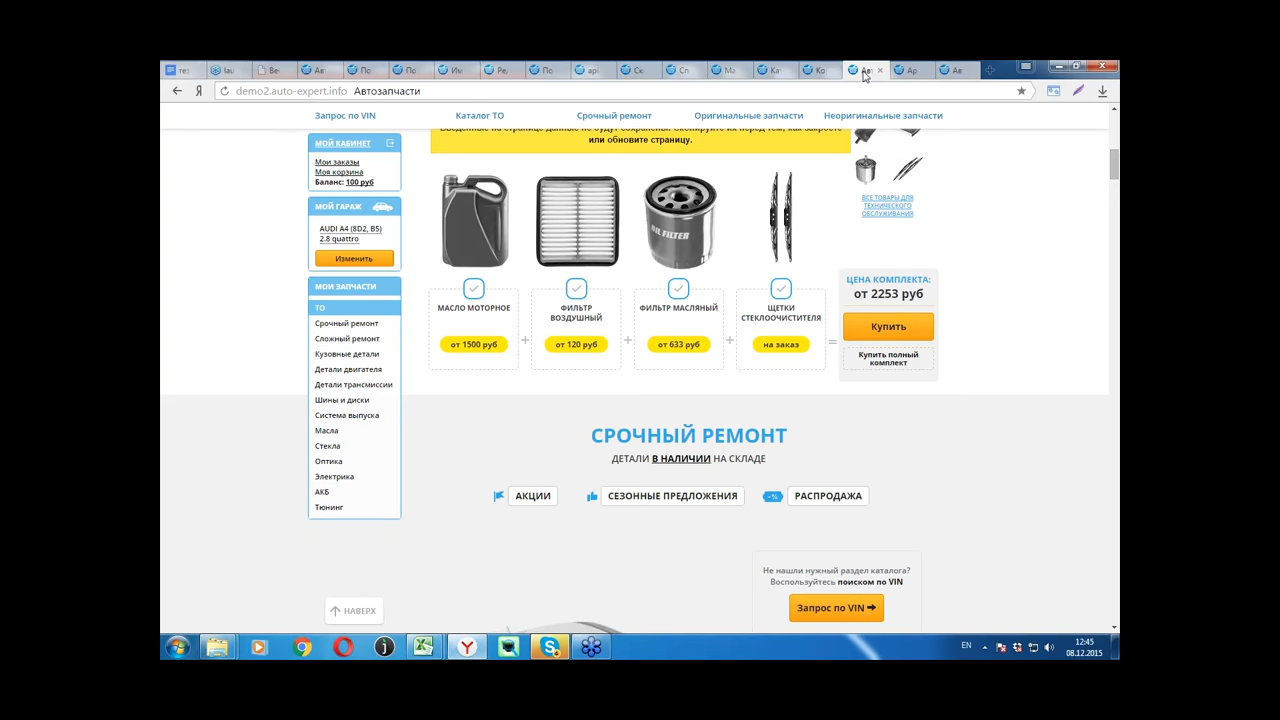 demo2.auto-expert.info Автозапчасти
Запрос по VIN Каталог ТО Срочный ремонт Оригинальные запчасти Неоригинальные запчасти
или обновите страницу.
МОЙ КАБИНЕТ
Мои заказы
Моя корзина
Баланс: 100 руб
МОЙ ГАРАЖ
AUDI A4 (8D2, B5)
2.8 quattro
Изменить
МОИ ЗАПЧАСТИ
ТО
Срочный ремонт
Сложный ремонт
Кузовные детали
Детали двигателя
Детали трансмиссии
Шины и диски
Система выпуска
Масла
Стекла
Оптика
Электрика
АКБ
Тюнинг
НАВЕРХ
ВСЕ ТОВАРЫ ДЛЯ
ТЕХНИЧЕСКОГО
ОБСЛУЖИВАНИЯ
OIL FILTER
МАСЛО МОТОРНОЕ
от 1500 руб
+
ФИЛЬТР
ВОЗДУШНЫЙ
от 120 руб
+
ФИЛЬТР МАСЛЯНЫЙ
от 633 руб
+
ЩЕТКИ
СТЕКЛООЧИСТИТЕЛЯ
на заказ
=
ЦЕНА КОМПЛЕКТА:
от 2253 руб
Купить
Купить полный
комплект
СРОЧНЫЙ РЕМОНТ
ДЕТАЛИ В НАЛИЧИИ НА СКЛАДЕ
АКЦИИ
СЕЗОННЫЕ ПРЕДЛОЖЕНИЯ
РАСПРОДАЖА
Не нашли нужный раздел каталога?
Воспользуйтесь поиском по VIN
Запрос по VIN
EN
12:45
08.12.2015